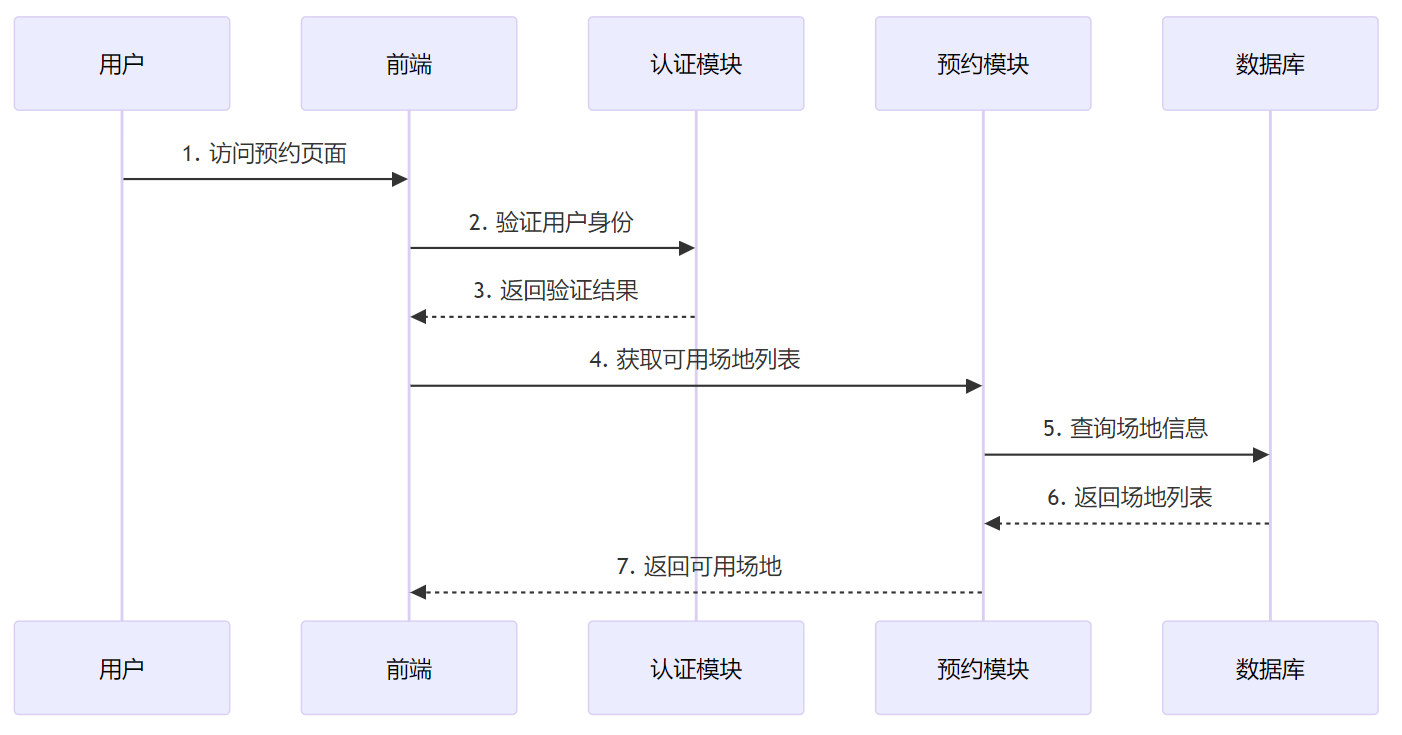 用户
前端
认证模块
预约模块
数据库
1. 访问预约页面
2. 验证用户身份
3. 返回验证结果
4. 获取可用场地列表
5. 查询场地信息
6. 返回场地列表
7. 返回可用场地
用户
前端
认证模块
预约模块
数据库